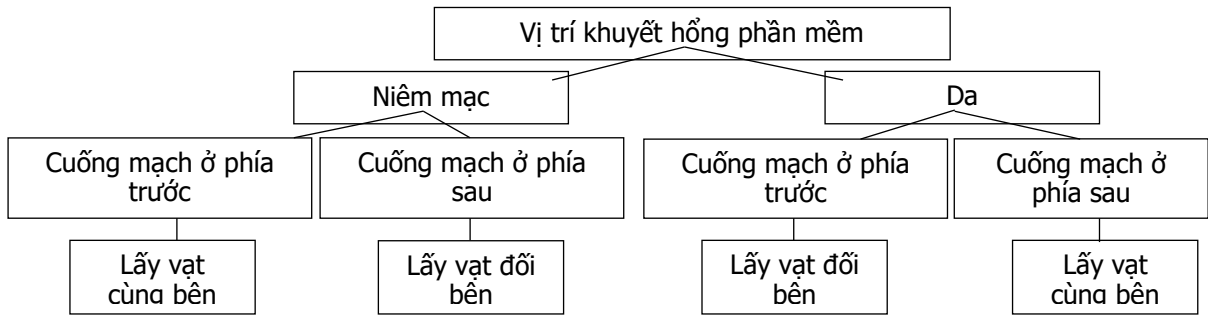 Vị trí khuyết hổng phần mềm
Niêm mạc
Da
Cuống mạch ở phía
trước
Cuống mạch ở phía
sau
Cuống mạch ở phía
trước
Cuống mạch ở
phía sau
Lấy vạt
cùng bên
Lấy vạt đối
bên
Lấy vạt đối
bên
Lấy vạt
cùng bên